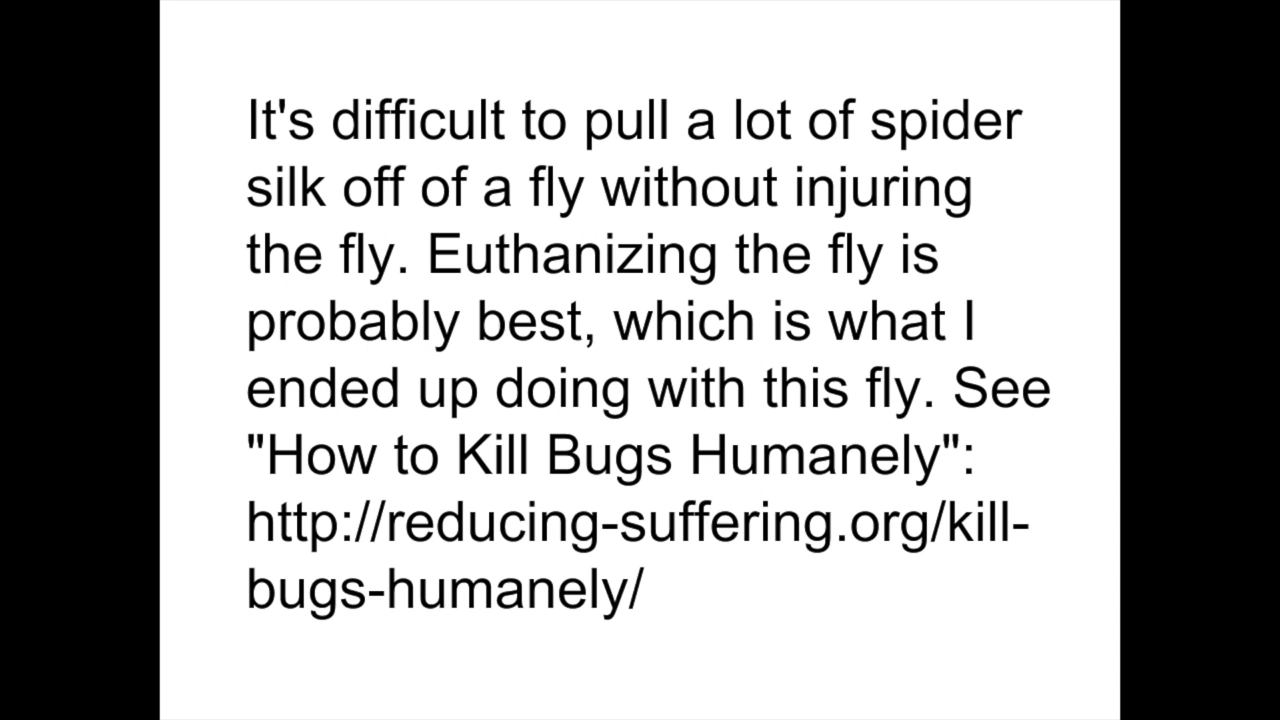 It's difficult to pull a lot of spider
silk off of a fly without injuring
the fly. Euthanizing the fly is
probably best, which is what I
ended up doing with this fly. See
"How to Kill Bugs Humanely":
http://reducing-suffering.org/kill-
bugs-humanely/